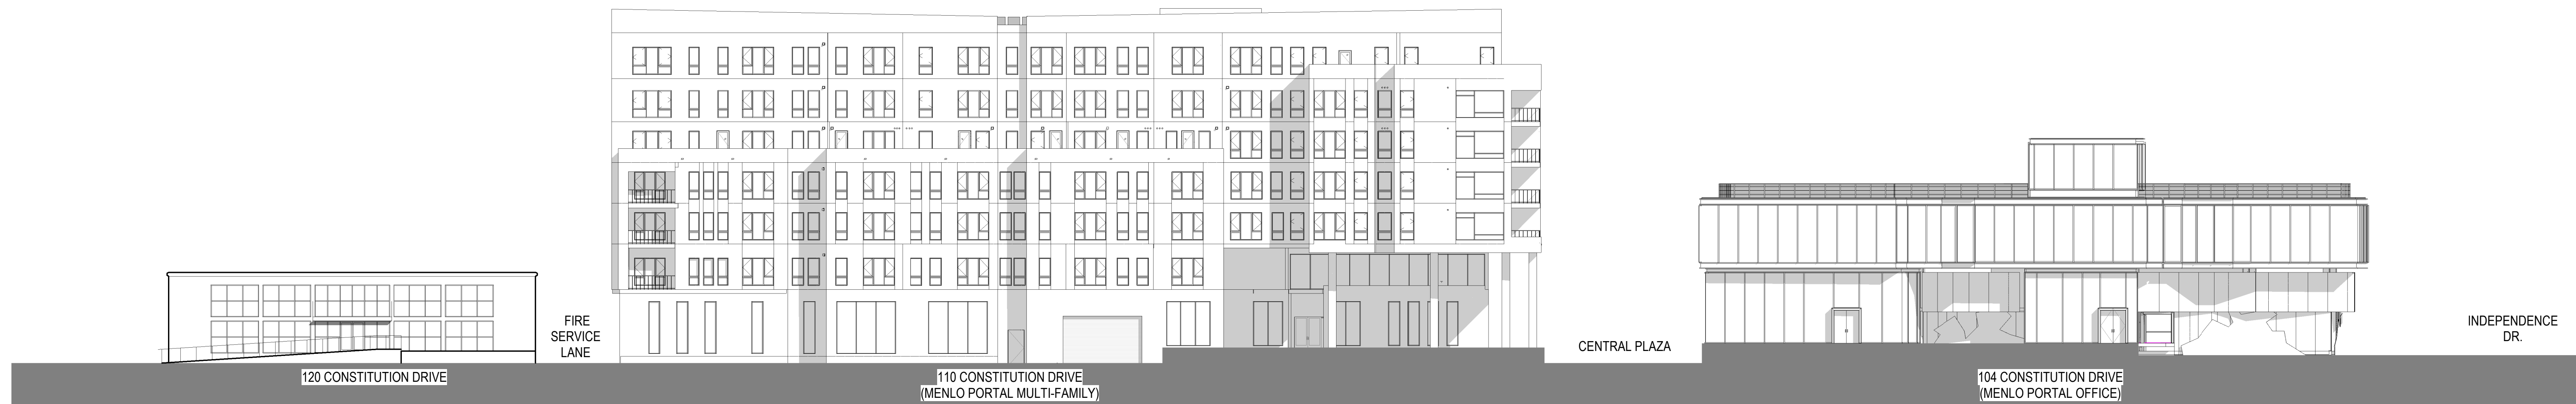 FIRE
SERVICE
LANE
CENTRAL PLAZA
INDEPENDENCE
DR.
120 CONSTITUTION DRIVE
110 CONSTITUTION DRIVE
(MENLO PORTAL MULTI-FAMILY)
104 CONSTITUTION DRIVE
(MENLO PORTAL OFFICE)